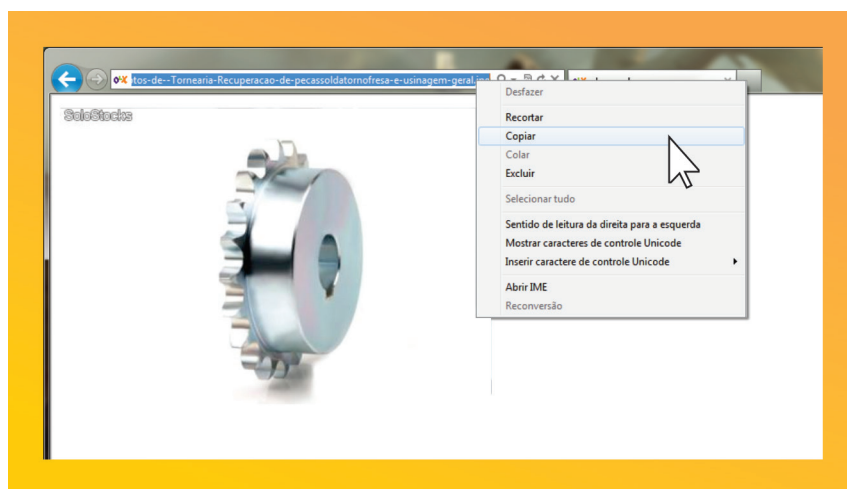 tos-de--Tornearia-Recuperacao-de-pecassoldatornofresa-e-usinagem-geral.jpg
SoloStocks
Desfazer
Recortar
Copiar
Colar
Excluir
Selecionar tudo
Sentido de leitura da direita para a esquerda
Mostrar caracteres de controle Unicode
Inserir caractere de controle Unicode
Abrir IME
Reconversão